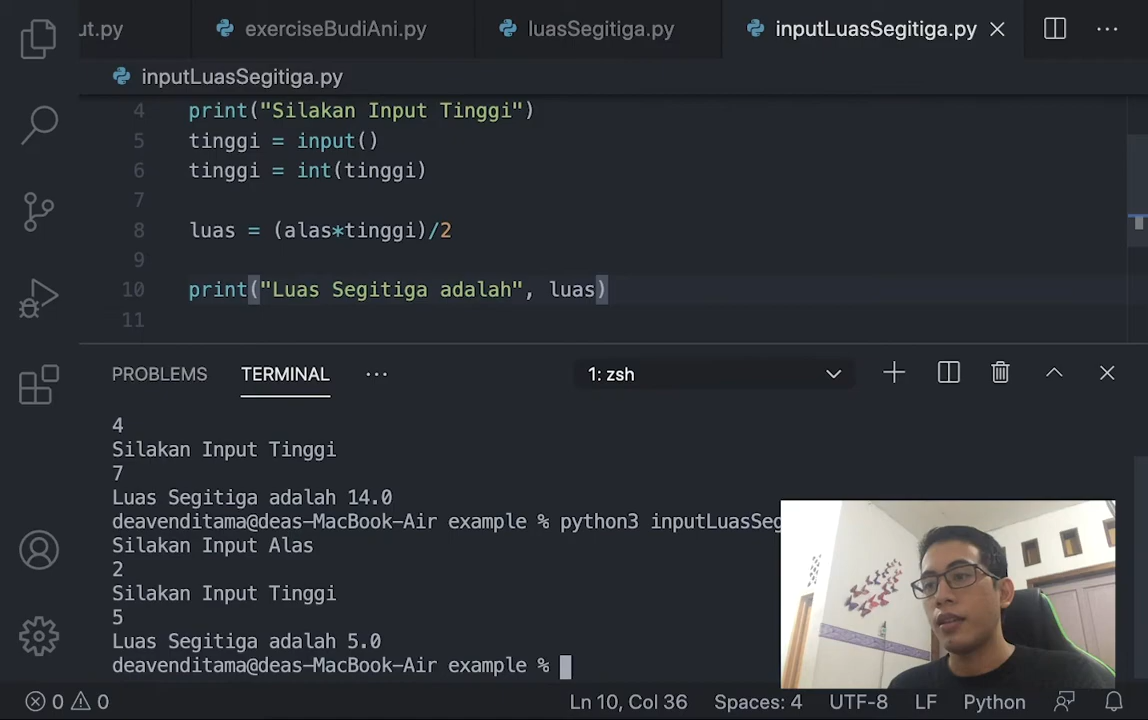 ut.py
exerciseBudiAni.py
luasSegitiga.py
inputLuasSegitiga.py
inputLuasSegitiga.py
4 print("Silakan Input Tinggi")
5 tinggi = input()
6 tinggi = int(tinggi)
7
8 luas = (alas*tinggi)/2
9
10 print("Luas Segitiga adalah", luas)
11
PROBLEMS TERMINAL ... 1: zsh
4
Silakan Input Tinggi
7
Luas Segitiga adalah 14.0
deavenditama@deas-MacBook-Air example % python3 inputLuasSeg
Silakan Input Alas
2
Silakan Input Tinggi
5
Luas Segitiga adalah 5.0
deavenditama@deas-MacBook-Air example %
0 0 Ln 10, Col 36 Spaces: 4 UTF-8 LF Python